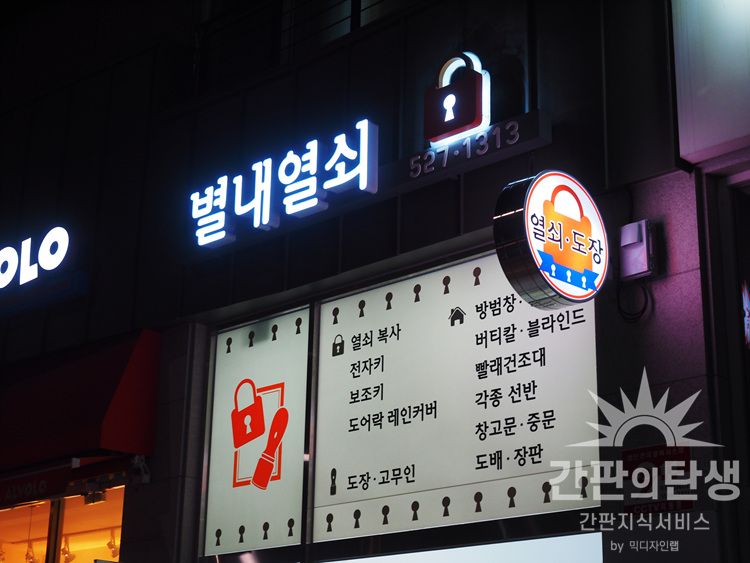 별내열쇠
527·1313
OLO
열쇠·도장
열쇠 복사
전자키
보조키
도어락 레인커버
도장·고무인
방범창·
버티칼·블라인드
빨래건조대
각종 선반
창고문·중문
도배·장판
ALVOLO
간판의탄생
간판지식서비스
by 믹디자인랩